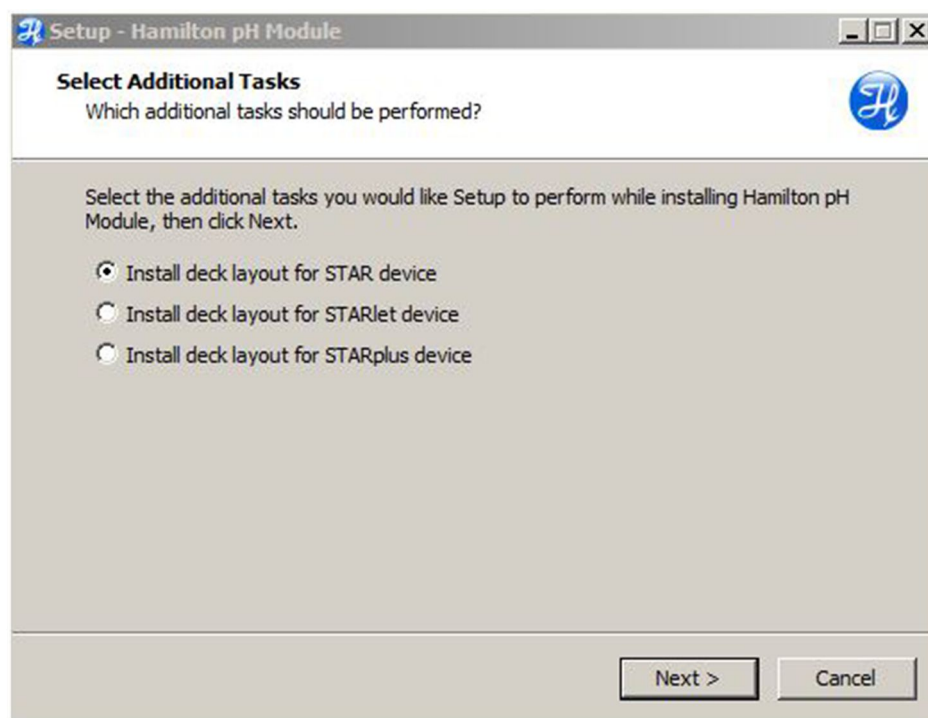 Setup - Hamilton pH Module
Select Additional Tasks
Which additional tasks should be performed?
Select the additional tasks you would like Setup to perform while installing Hamilton pH
Module, then click Next.
Install deck layout for STAR device
Install deck layout for STARlet device
Install deck layout for STARplus device
Next >
Cancel